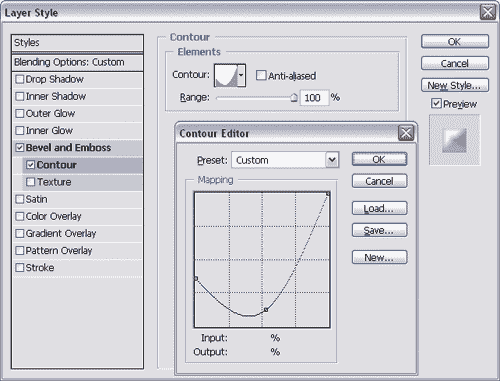 Layer Style
Styles
Blending Options: Custom
Drop Shadow
Inner Shadow
Outer Glow
Inner Glow
Bevel and Emboss
Contour
Texture
Satin
Color Overlay
Gradient Overlay
Pattern Overlay
Stroke
Contour
Elements
Contour:
Anti-aliased
Range: 100 %
OK
Cancel
New Style...
Preview
Contour Editor
Preset: Custom
Mapping
Input: %
Output: %
OK
Cancel
Load...
Save...
New...